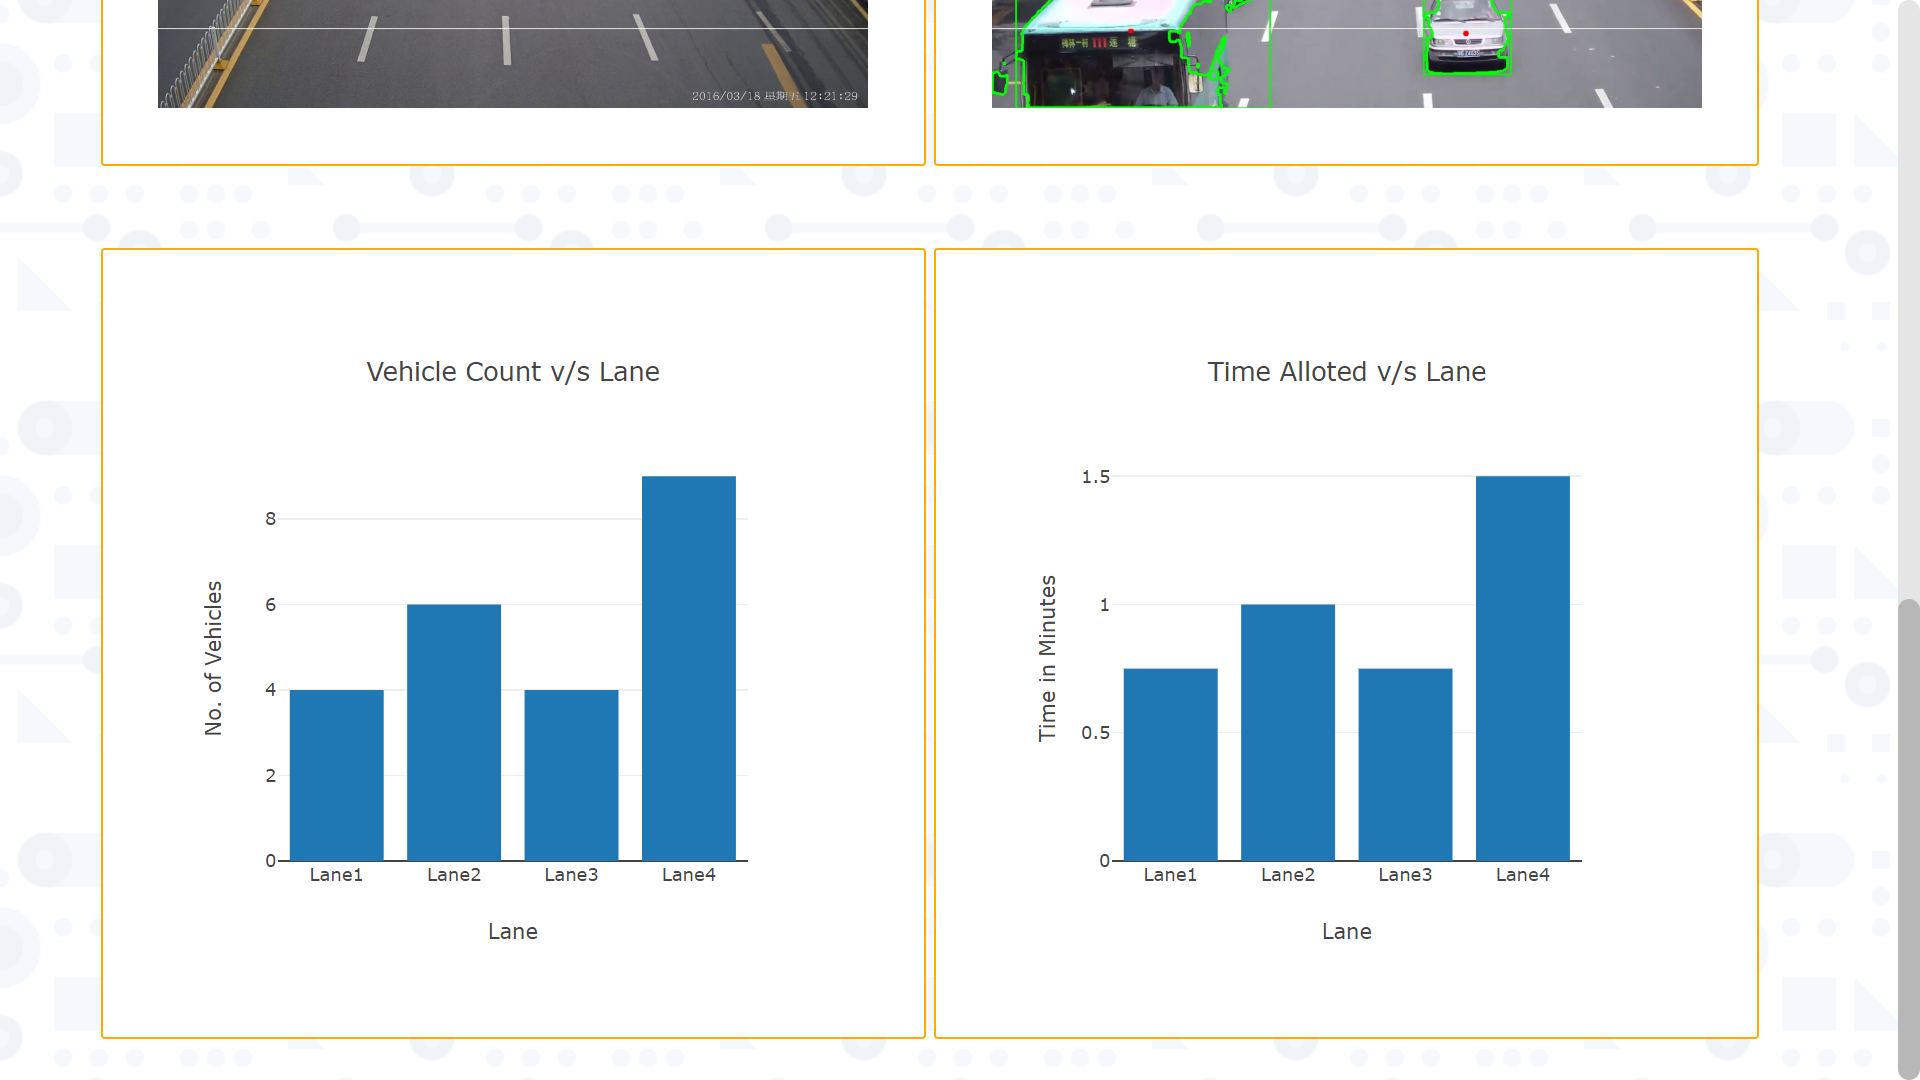 2016/03/18 星期五 12:21:29
111
Vehicle Count v/s Lane
No. of Vehicles
8
6
4
2
0
Lane1 Lane2 Lane3 Lane4
Lane
Time Alloted v/s Lane
Time in Minutes
1.5
1
0.5
0
Lane1 Lane2 Lane3 Lane4
Lane